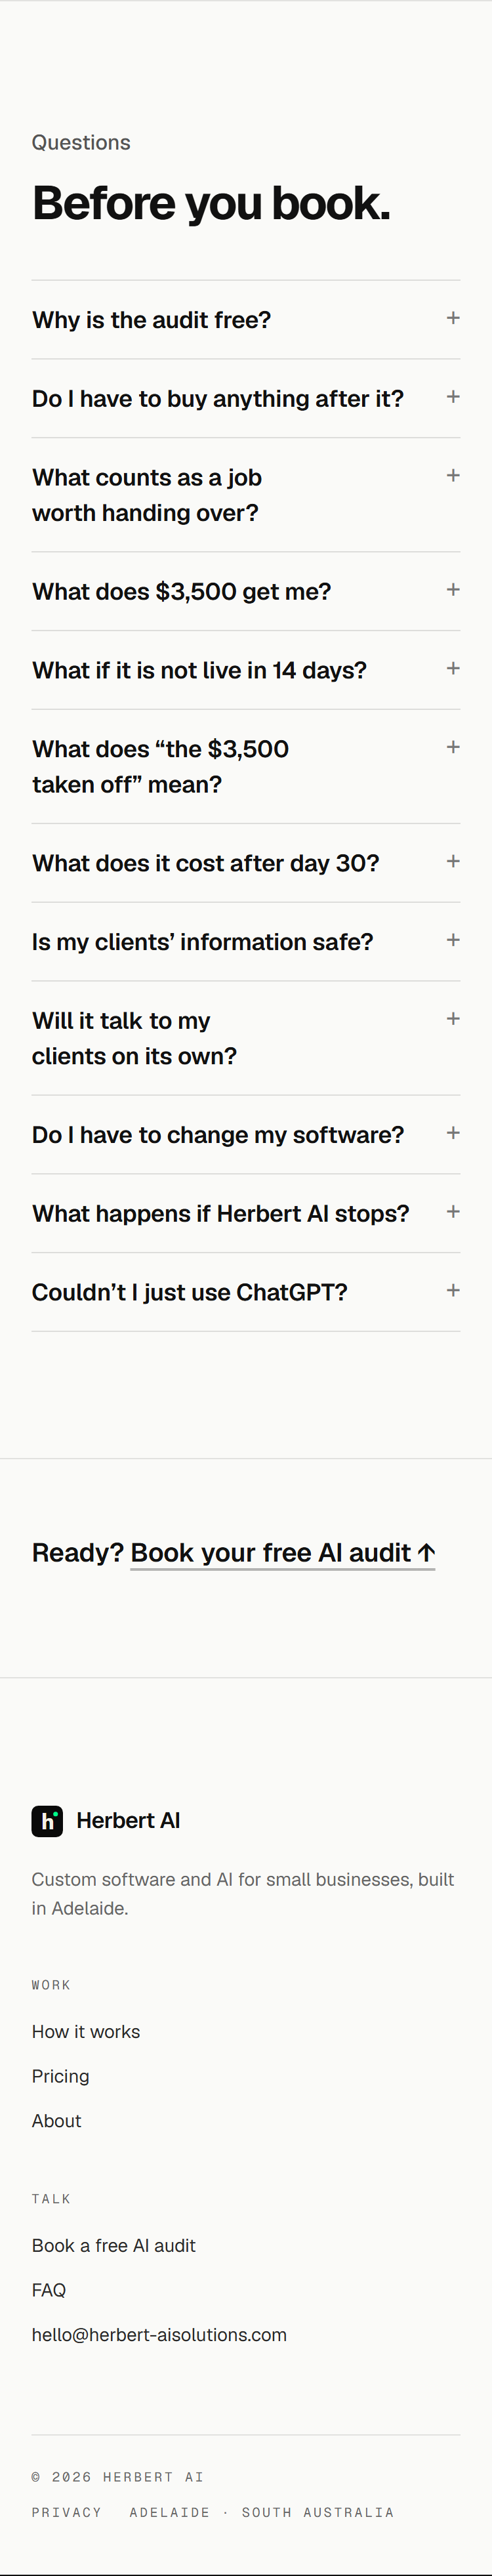 Questions
Before you book.
Why is the audit free?
+
Do I have to buy anything after it?
+
What counts as a job
worth handing over?
+
What does $3,500 get me?
+
What if it is not live in 14 days?
+
What does “the $3,500
taken off” mean?
+
What does it cost after day 30?
+
Is my clients’ information safe?
+
Will it talk to my
clients on its own?
+
Do I have to change my software?
+
What happens if Herbert AI stops?
+
Couldn’t I just use ChatGPT?
+
Ready? Book your free AI audit ↑
h Herbert AI
Custom software and AI for small businesses, built
in Adelaide.
WORK
How it works
Pricing
About
TALK
Book a free AI audit
FAQ
hello@herbert-aisolutions.com
© 2026 HERBERT AI
PRIVACY ADELAIDE · SOUTH AUSTRALIA